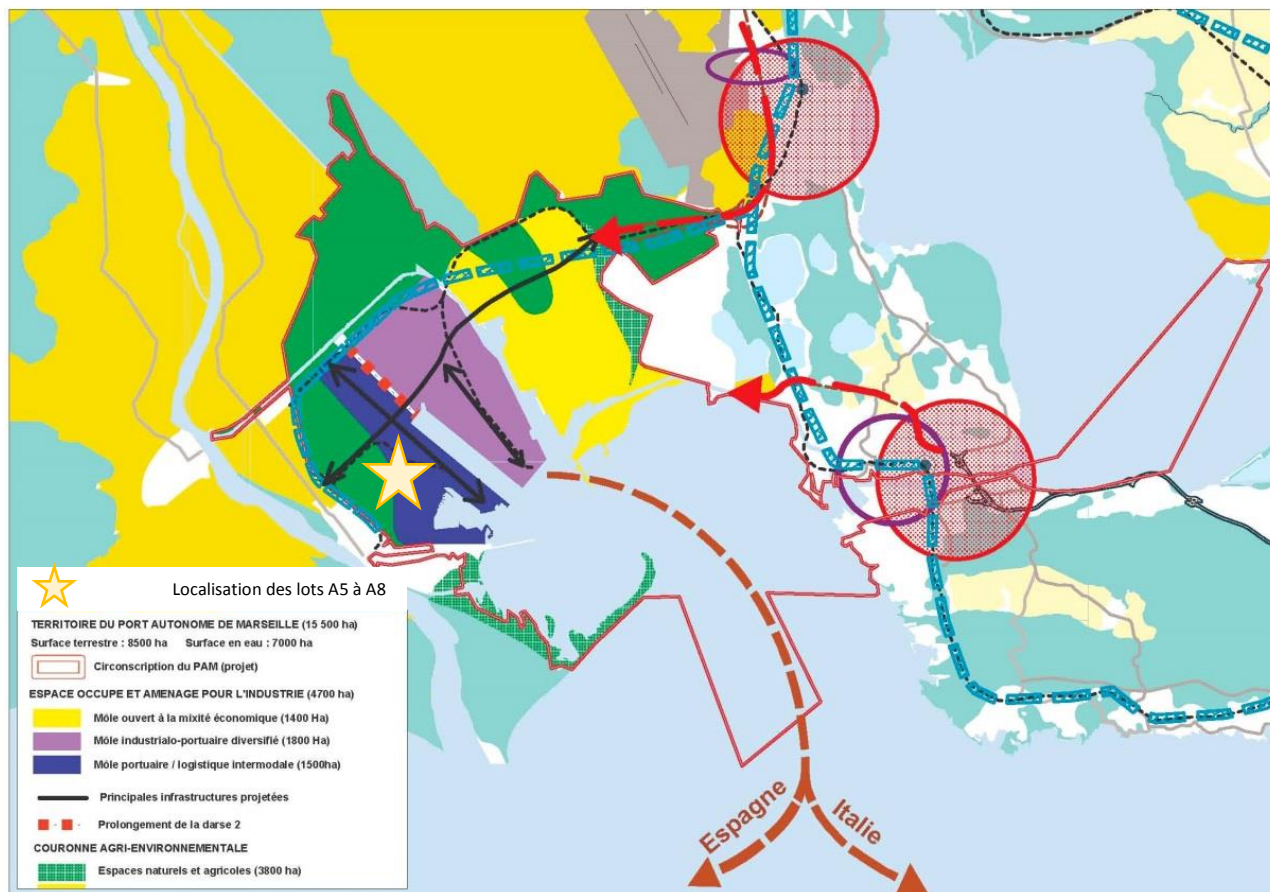 Espagne
Italie
Localisation des lots A5 à A8
TERRITOIRE DU PORT AUTONOME DE MARSEILLE (15 500 ha)
Surface terrestre : 8500 ha Surface en eau : 7000 ha
Circonscription du PAM (projet)
ESPACE OCCUPE ET AMENAGE POUR L'INDUSTRIE (4700 ha)
Môle ouvert à la mixité économique (1400 Ha)
Môle industrialo-portuaire diversifié (1800 Ha)
Môle portuaire / logistique intermodale (1500ha)
Principales infrastructures projetées
Prolongement de la darse 2
COURONNE AGRI-ENVIRONNEMENTALE
Espaces naturels et agricoles (3800 ha)